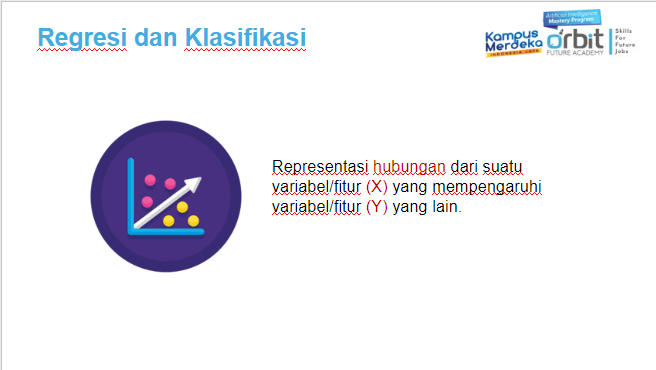 Regresi dan Klasifikasi
Artificial Intelligence
Mastery Program
Kampus
Merdeka
INDONESIA JAYA
orbit
FUTURE ACADEMY
Skills
For
Future
Jobs
Representasi hubungan dari suatu
variabel/fitur (X) yang mempengaruhi
variabel/fitur (Y) yang lain.